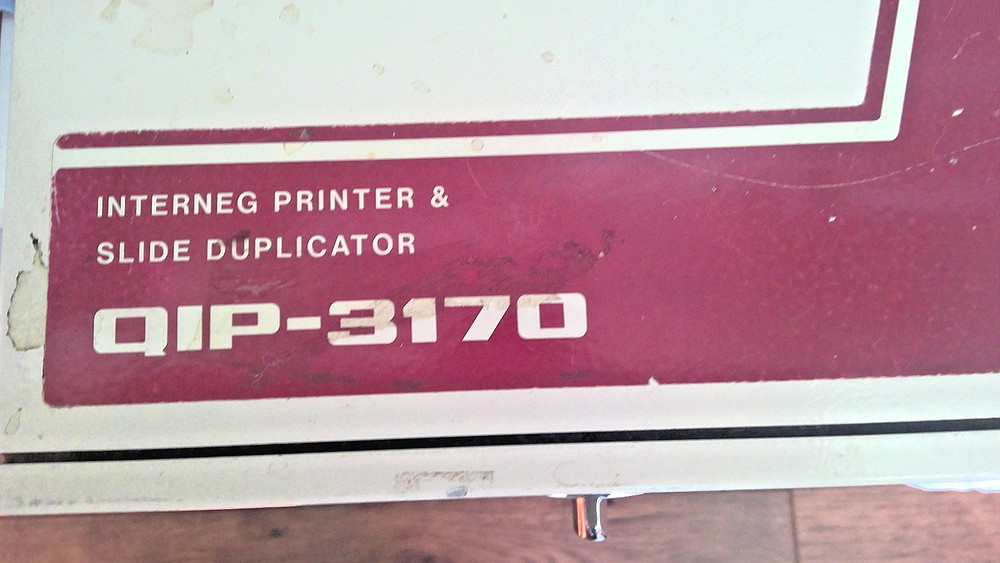 INTERNEG PRINTER &
SLIDE DUPLICATOR
QIP-3170